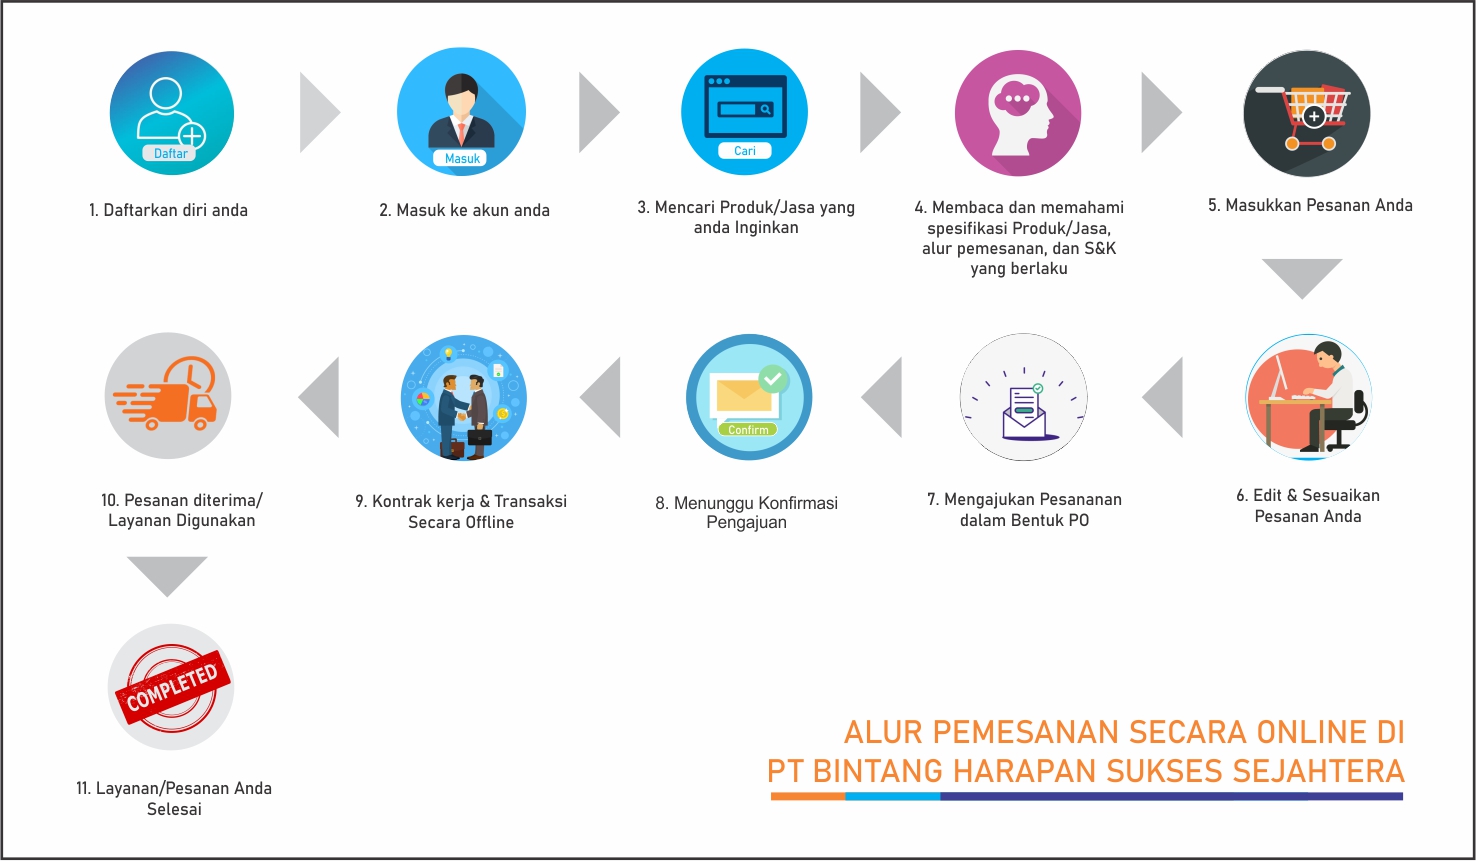 Daftar
1. Daftarkan diri anda
Masuk
2. Masuk ke akun anda
Cari
3. Mencari Produk/Jasa yang
anda Inginkan
4. Membaca dan memahami
spesifikasi Produk/Jasa,
alur pemesanan, dan S&K
yang berlaku
5. Masukkan Pesanan Anda
6. Edit & Sesuaikan
Pesanan Anda
7. Mengajukan Pesananan
dalam Bentuk PO
Confirm
8. Menunggu Konfirmasi
Pengajuan
9. Kontrak kerja & Transaksi
Secara Offline
10. Pesanan diterima/
Layanan Digunakan
COMPLETED
11. Layanan/Pesanan Anda
Selesai
ALUR PEMESANAN SECARA ONLINE DI
PT BINTANG HARAPAN SUKSES SEJAHTERA